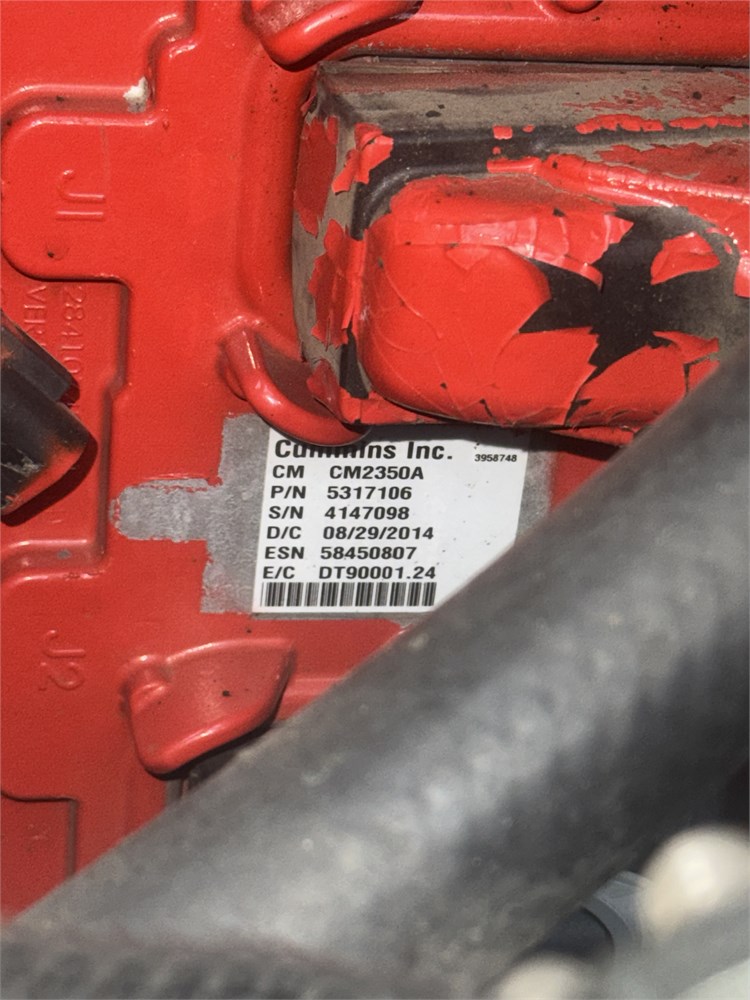 J1
Cummins Inc.
3958748
CM CM2350A
P/N 5317106
S/N 4147098
D/C 08/29/2014
ESN 58450807
E/C DT90001.24
J2